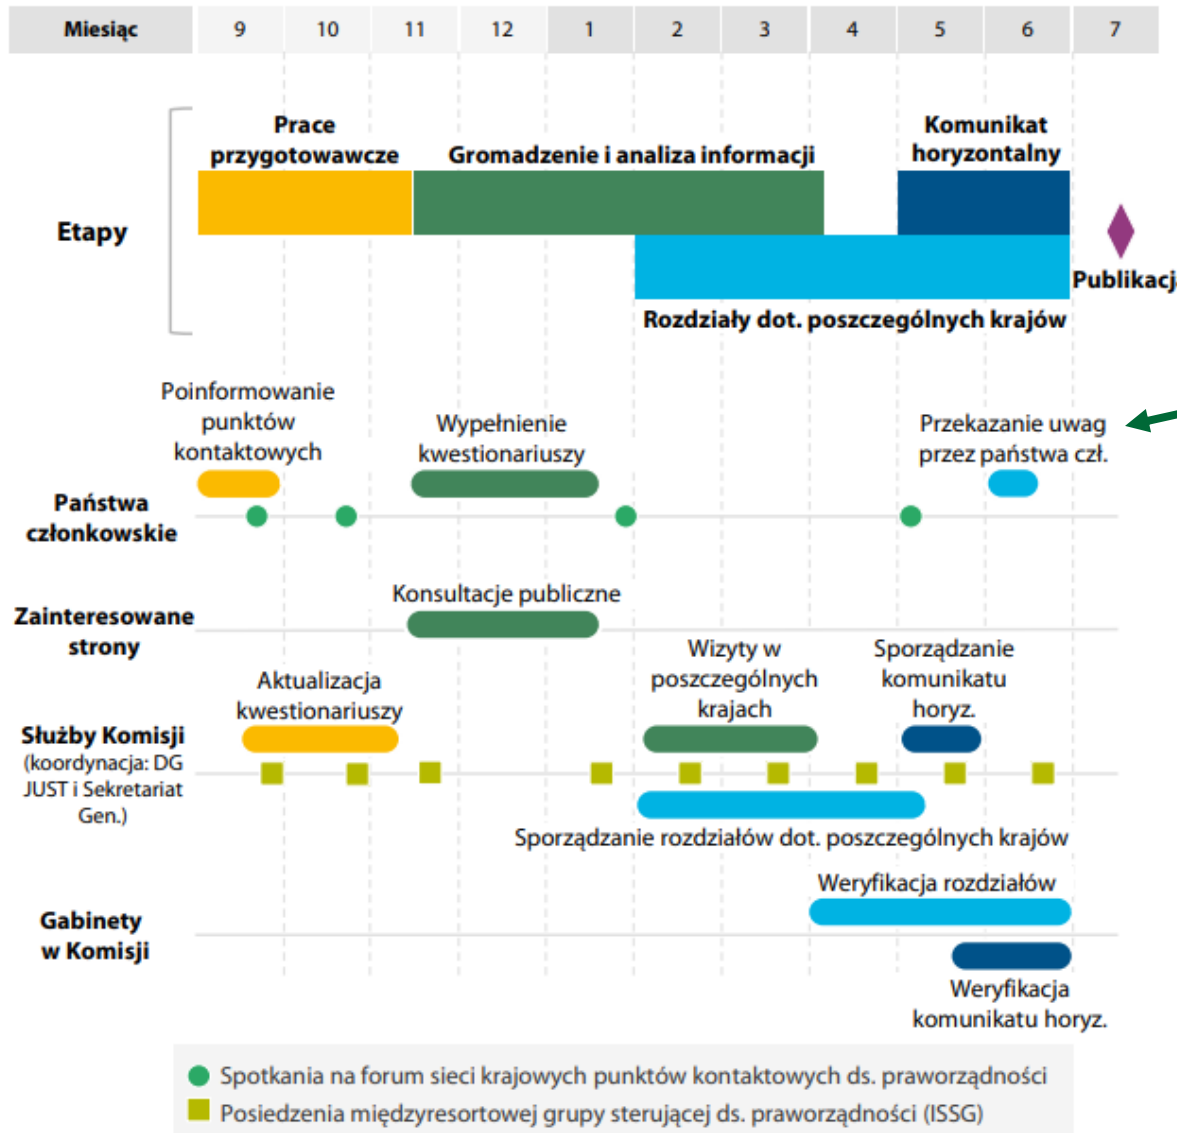 Miesiąc 9 10 11 12 1 2 3 4 5 6 7
Prace
przygotowawcze
Gromadzenie i analiza informacji
Komunikat
horyzontalny
Etapy
Publikacja
Rozdziały dot. poszczególnych krajów
Poinformowanie
punktów
kontaktowych
Wypełnienie
kwestionariuszy
Przekazanie uwag
przez państwa czł.
Państwa
członkowskie
Konsultacje publiczne
Zainteresowane
strony
Wizyty w
poszczególnych
krajach
Sporządzanie
komunikatu
horyz.
Aktualizacja
kwestionariuszy
Służby Komisji
(koordynacja: DG
JUST i Sekretariat
Gen.)
Sporządzanie rozdziałów dot. poszczególnych krajów
Weryfikacja rozdziałów
Gabinety
w Komisji
Weryfikacja
komunikatu horyz.
Spotkania na forum sieci krajowych punktów kontaktowych ds. praworządności
Posiedzenia międzyresortowej grupy sterującej ds. praworządności (ISSG)